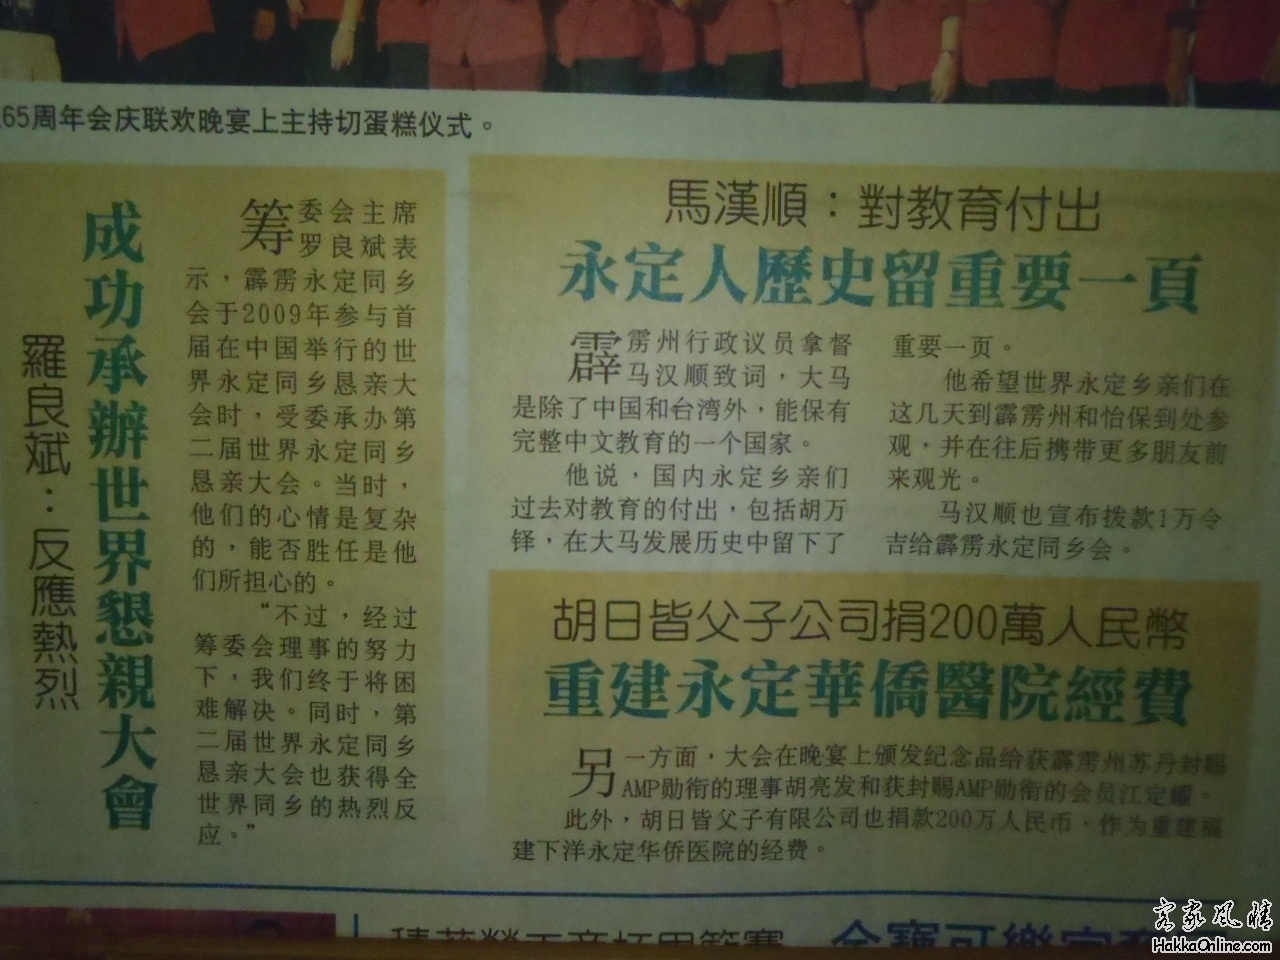 65周年会庆联欢晚宴上主持切蛋糕仪式。
成功承辦世界懇親大會
羅良斌：反應熱烈
筹委会主席
罗良斌表
示，霹雳永定同乡
会于2009年参与首
届在中国举行的世
界永定同乡恳亲大
会时，受委承办第
二届世界永定同乡
恳亲大会。当时，
他们的心情是复杂
的，能否胜任是他
们所担心的。
“不过，经过
筹委会理事的努力
下，我们终于将困
难解决。同时，第
二届世界永定同乡
恳亲大会也获得全
世界同乡的热烈反
应。”
馬漢順：對教育付出
永定人歷史留重要一頁
霹雳州行政议员拿督
马汉顺致词，大马
是除了中国和台湾外，能保有
完整中文教育的一个国家。
他说，国内永定乡亲们
过去对教育的付出，包括胡万
铎，在大马发展历史中留下了
重要一页。
他希望世界永定乡亲们在
这几天到霹雳州和怡保到处参
观，并在往后携带更多朋友前
来观光。
马汉顺也宣布拨款1万令
吉给霹雳永定同乡会。
胡日皆父子公司捐200萬人民幣
重建永定華僑醫院經費
另一方面，大会在晚宴上颁发纪念品给获霹雳州苏丹封赐
AMP勋衔的理事胡亮发和获封赐AMP勋衔的会员江定耀。
此外，胡日皆父子有限公司也捐款200万人民币，作为重建福
建下洋永定华侨医院的经费。
客家风情
HakkaOnline.com